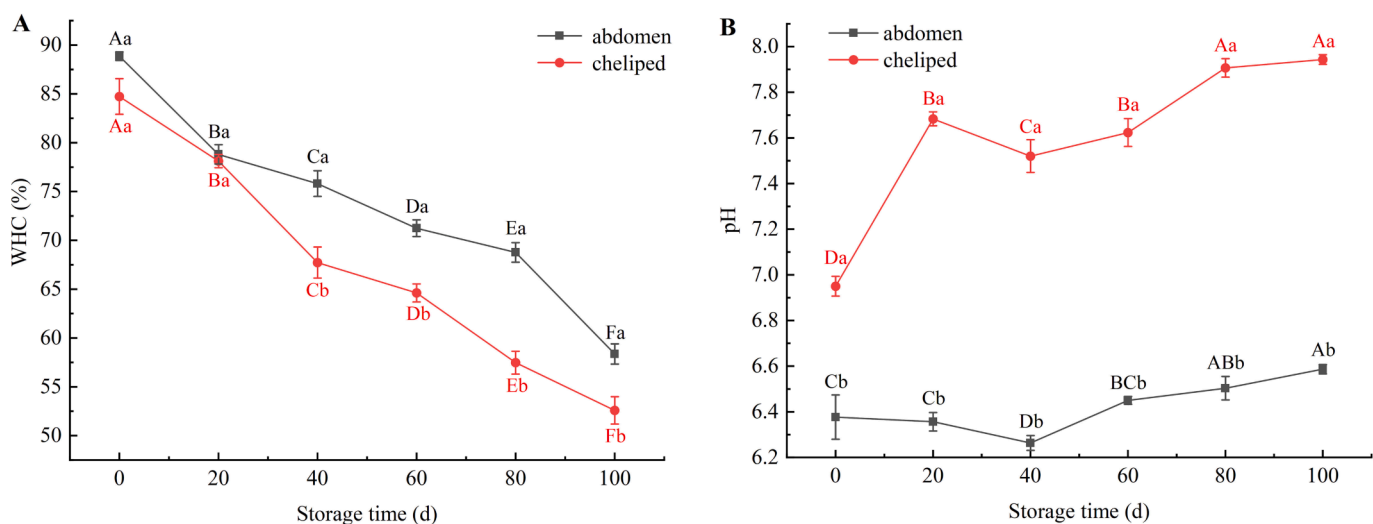 A
abdomen
cheliped
WHC (%)
90
85
80
75
70
65
60
55
50
Aa
Ba
Ca
Da
Ea
Fa
Aa
Ba
Cb
Db
Eb
Fb
0 20 40 60 80 100
Storage time (d)
B
abdomen
cheliped
pH
8.0
7.8
7.6
7.4
7.2
7.0
6.8
6.6
6.4
6.2
Da
Ba
Ca
Ba
Aa
Aa
Cb
Cb
Db
BCb
ABb
Ab
0 20 40 60 80 100
Storage time (d)